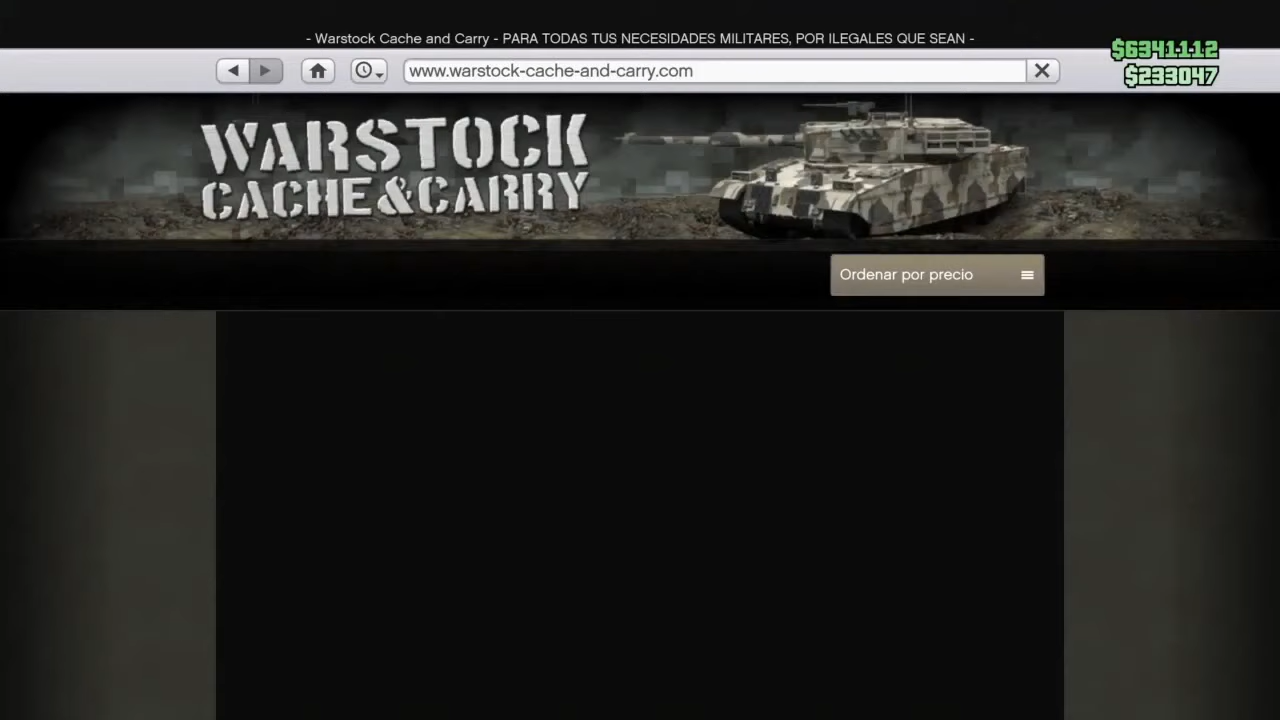 - Warstock Cache and Carry - PARA TODAS TUS NECESIDADES MILITARES, POR ILEGALES QUE SEAN -
$6341112
www.warstock-cache-and-carry.com
$233047
WARSTOCK
CACHE&CARRY
Ordenar por precio